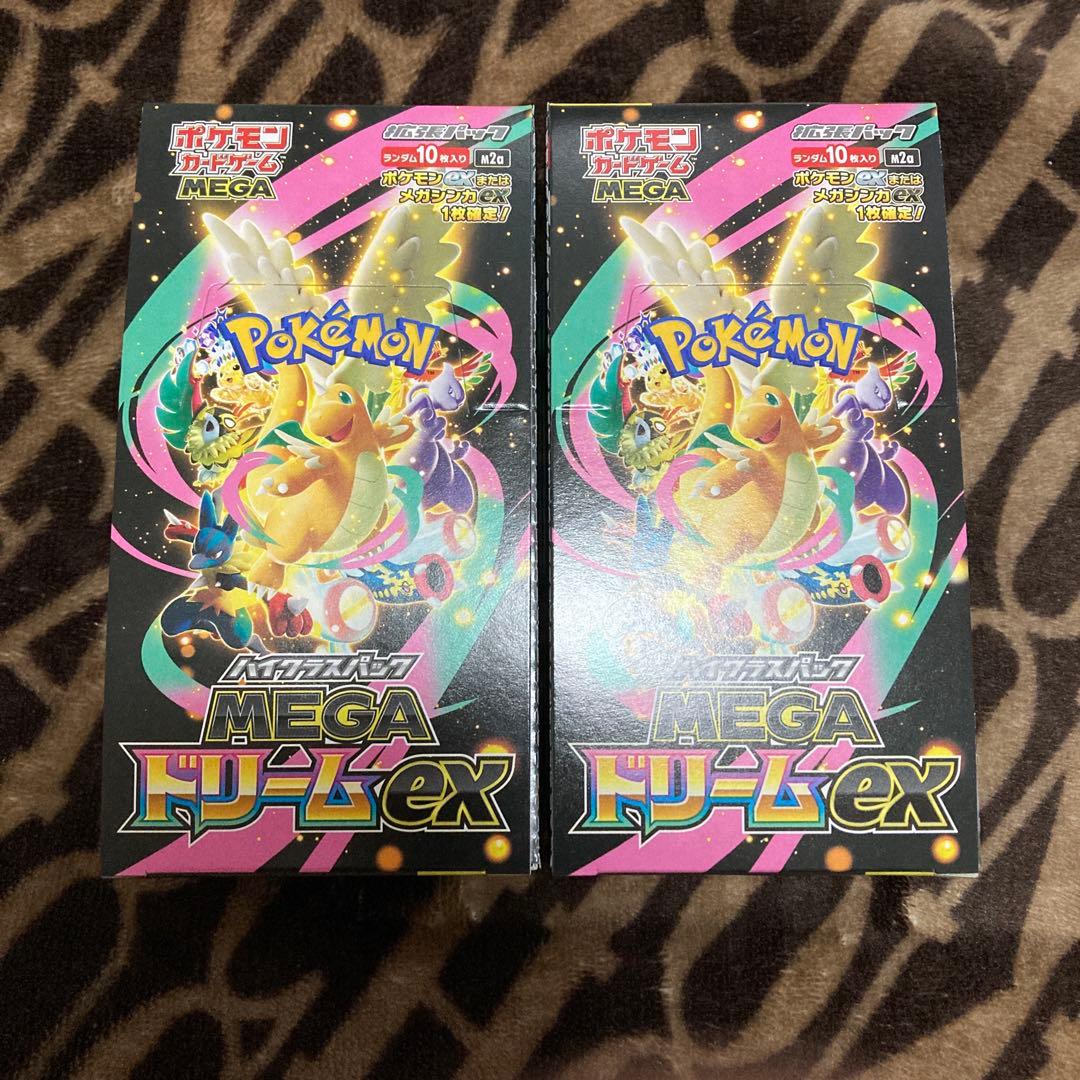 ポケモン
カードゲーム
MEGA
拡張パック
ランダム10枚入り M2a
ポケモンexまたは
メガシンカex
1枚確定!
POKéMON
ハイクラスパック
MEGA
ドリームex
ポケモン
カードゲーム
MEGA
拡張パック
ランダム10枚入り M2a
ポケモンexまたは
メガシンカex
1枚確定!
POKéMON
TM
ハイクラスパック
MEGA
ドリームex